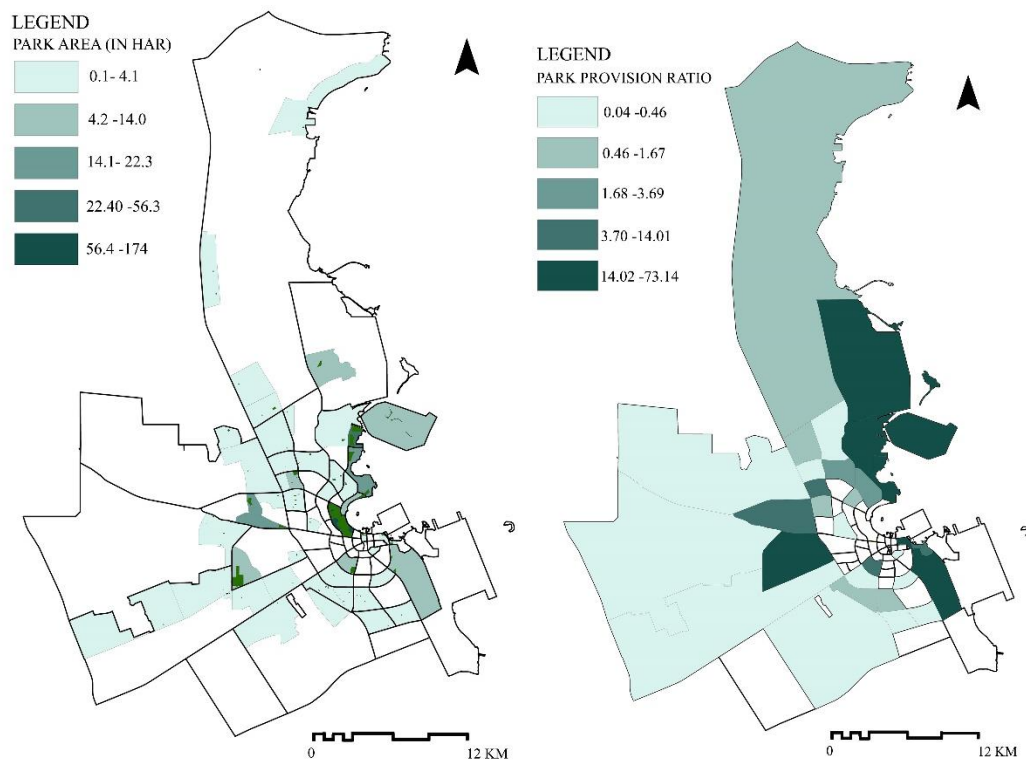 LEGEND
PARK AREA (IN HAR)
0.1- 4.1
4.2 -14.0
14.1- 22.3
22.40 -56.3
56.4 -174
0
12 KM
LEGEND
PARK PROVISION RATIO
0.04 -0.46
0.46 -1.67
1.68 -3.69
3.70 -14.01
14.02 -73.14
0
12 KM